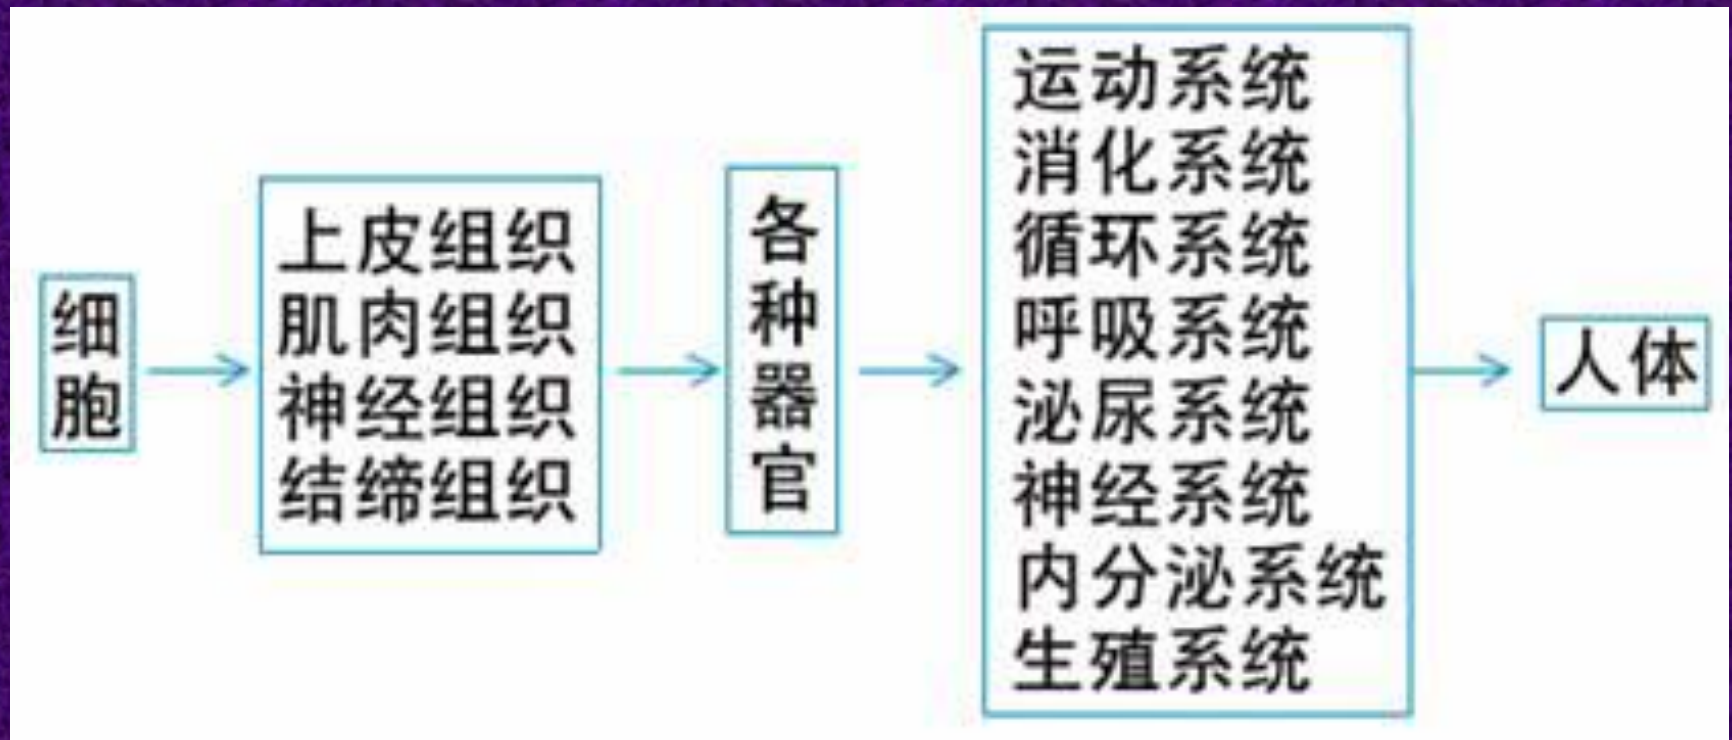 细胞
上皮组织
肌肉组织
神经组织
结缔组织
各种器官
运动系统
消化系统
循环系统
呼吸系统
泌尿系统
神经系统
内分泌系统
生殖系统
人体